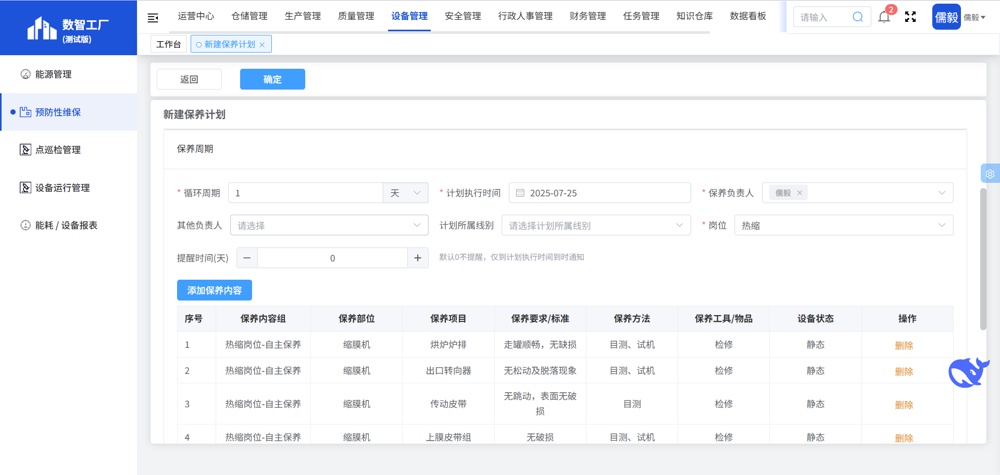 数智工厂
(测试版)
运营中心 仓储管理 生产管理 质量管理 设备管理 安全管理 行政人事管理 财务管理 任务管理 知识仓库 数据看板
请输入
2
儒毅 儒毅
工作台 新建保养计划
能源管理
预防性维保
点巡检管理
设备运行管理
能耗 / 设备报表
返回 确定
新建保养计划
保养周期
* 循环周期 1 天 * 计划执行时间 2025-07-25 * 保养负责人 儒毅
其他负责人 请选择 计划所属线别 请选择计划所属线别 * 岗位 热缩
提醒时间(天) 0 默认0不提醒，仅到计划执行时间到时通知
添加保养内容
序号 保养内容组 保养部位 保养项目 保养要求/标准 保养方法 保养工具/物品 设备状态 操作
1 热缩岗位-自主保养 缩膜机 烘炉炉排 走罐顺畅，无缺损 目测、试机 检修 静态 删除
2 热缩岗位-自主保养 缩膜机 出口转向器 无松动及脱落现象 目测、试机 检修 静态 删除
3 热缩岗位-自主保养 缩膜机 传动皮带 无跳动，表面无破损 目测 检修 静态 删除
4 热缩岗位-自主保养 缩膜机 上膜皮带组 无破损 目测、试机 检修 静态 删除